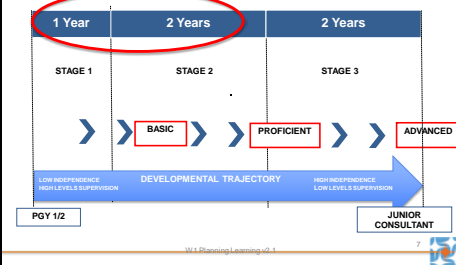 1 Year
2 Years
2 Years
STAGE 1
STAGE 2
STAGE 3
BASIC
PROFICIENT
ADVANCED
LOW INDEPENDENCE
HIGH LEVELS SUPERVISION
DEVELOPMENTAL TRAJECTORY
HIGH INDEPENDENCE
LOW LEVELS SUPERVISION
PGY 1/2
JUNIOR
CONSULTANT
W1 Planning Learning v2.1
7